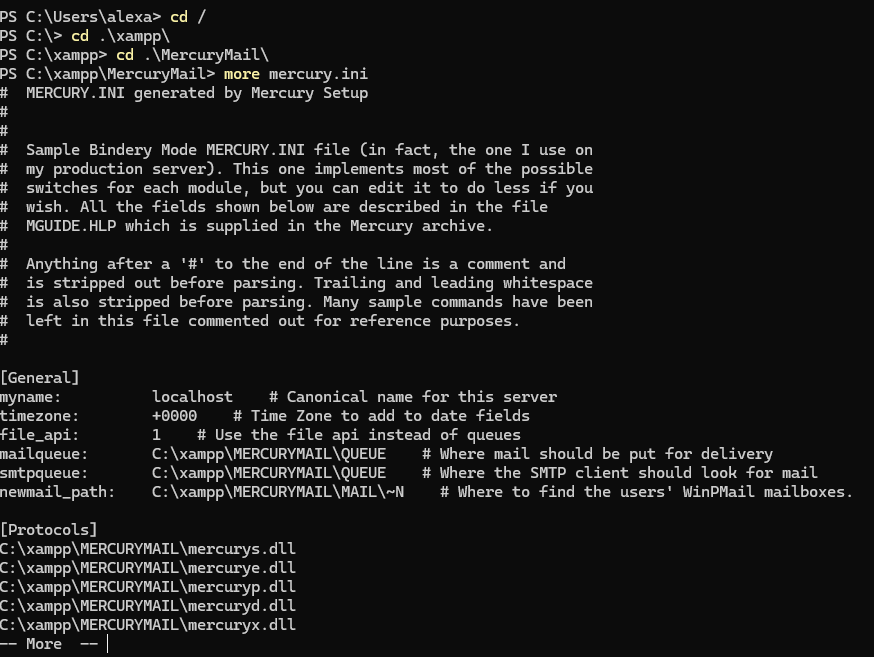 PS C:\Users\alexa> cd /
PS C:\> cd .\xampp\
PS C:\xampp> cd .\MercuryMail\
PS C:\xampp\MercuryMail> more mercury.ini
#  MERCURY.INI generated by Mercury Setup
#
#
#  Sample Bindery Mode MERCURY.INI file (in fact, the one I use on
#  my production server). This one implements most of the possible
#  switches for each module, but you can edit it to do less if you
#  wish. All the fields shown below are described in the file
#  MGUIDE.HLP which is supplied in the Mercury archive.
#
#  Anything after a '#' to the end of the line is a comment and
#  is stripped out before parsing. Trailing and leading whitespace
#  is also stripped before parsing. Many sample commands have been
#  left in this file commented out for reference purposes.
#
[General]
myname:          localhost    # Canonical name for this server
timezone:        +0000    # Time Zone to add to date fields
file_api:        1    # Use the file api instead of queues
mailqueue:       C:\xampp\MERCURYMAIL\QUEUE    # Where mail should be put for delivery
smtpqueue:       C:\xampp\MERCURYMAIL\QUEUE    # Where the SMTP client should look for mail
newmail_path:    C:\xampp\MERCURYMAIL\MAIL\~N    # Where to find the users' WinPMail mailboxes.
[Protocols]
C:\xampp\MERCURYMAIL\mercurys.dll
C:\xampp\MERCURYMAIL\mercurye.dll
C:\xampp\MERCURYMAIL\mercuryp.dll
C:\xampp\MERCURYMAIL\mercuryd.dll
C:\xampp\MERCURYMAIL\mercuryx.dll
-- More  --